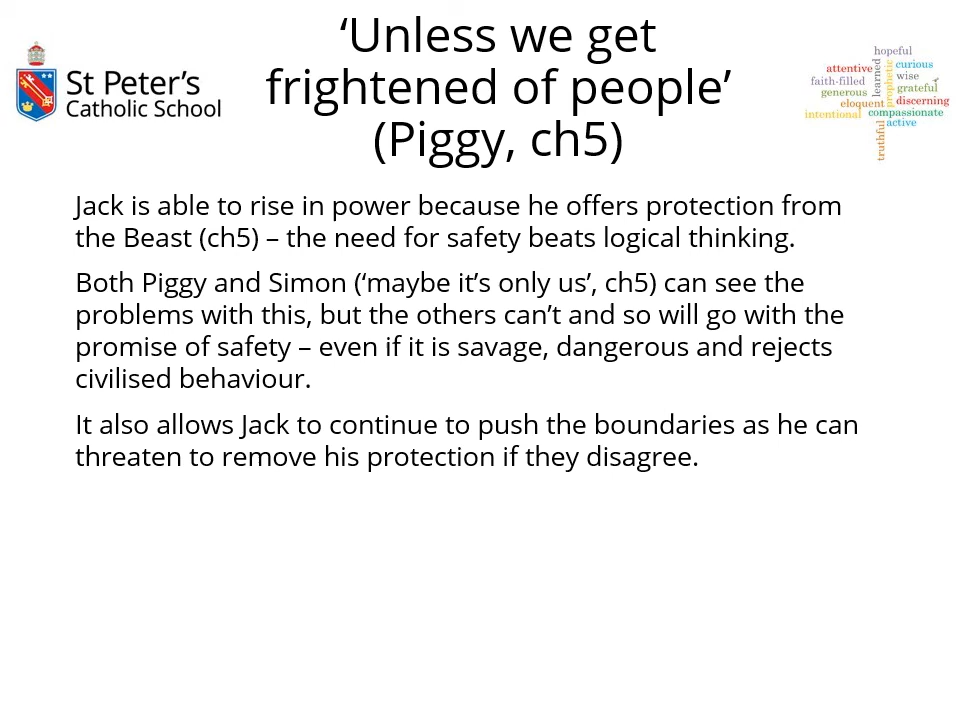 ‘Unless we get
frightened of people’
(Piggy, ch5)
St Peter’s
Catholic School
hopeful
attentive
curious
learned
prophetic
faith-filled
wise
generous
grateful
eloquent
discerning
intentional
compassionate
truthful
active
Jack is able to rise in power because he offers protection from
the Beast (ch5) – the need for safety beats logical thinking.
Both Piggy and Simon (‘maybe it’s only us’, ch5) can see the
problems with this, but the others can’t and so will go with the
promise of safety – even if it is savage, dangerous and rejects
civilised behaviour.
It also allows Jack to continue to push the boundaries as he can
threaten to remove his protection if they disagree.